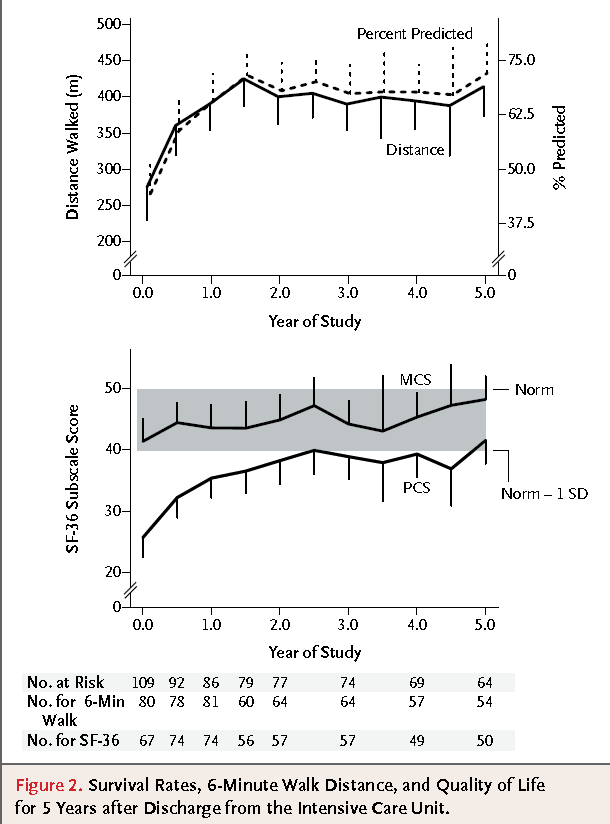 500
450
400
350
300
250
200
0
Distance Walked (m)
Percent Predicted
Distance
75.0
62.5
50.0
37.5
0
% Predicted
0.0 1.0 2.0 3.0 4.0 5.0
Year of Study
50
40
30
20
0
SF-36 Subscale Score
MCS
PCS
Norm
Norm – 1 SD
0.0 1.0 2.0 3.0 4.0 5.0
Year of Study
No. at Risk 109 92 86 79 77 74 69 64
No. for 6-Min 80 78 81 60 64 64 57 54
Walk
No. for SF-36 67 74 74 56 57 57 49 50
Figure 2. Survival Rates, 6-Minute Walk Distance, and Quality of Life
for 5 Years after Discharge from the Intensive Care Unit.